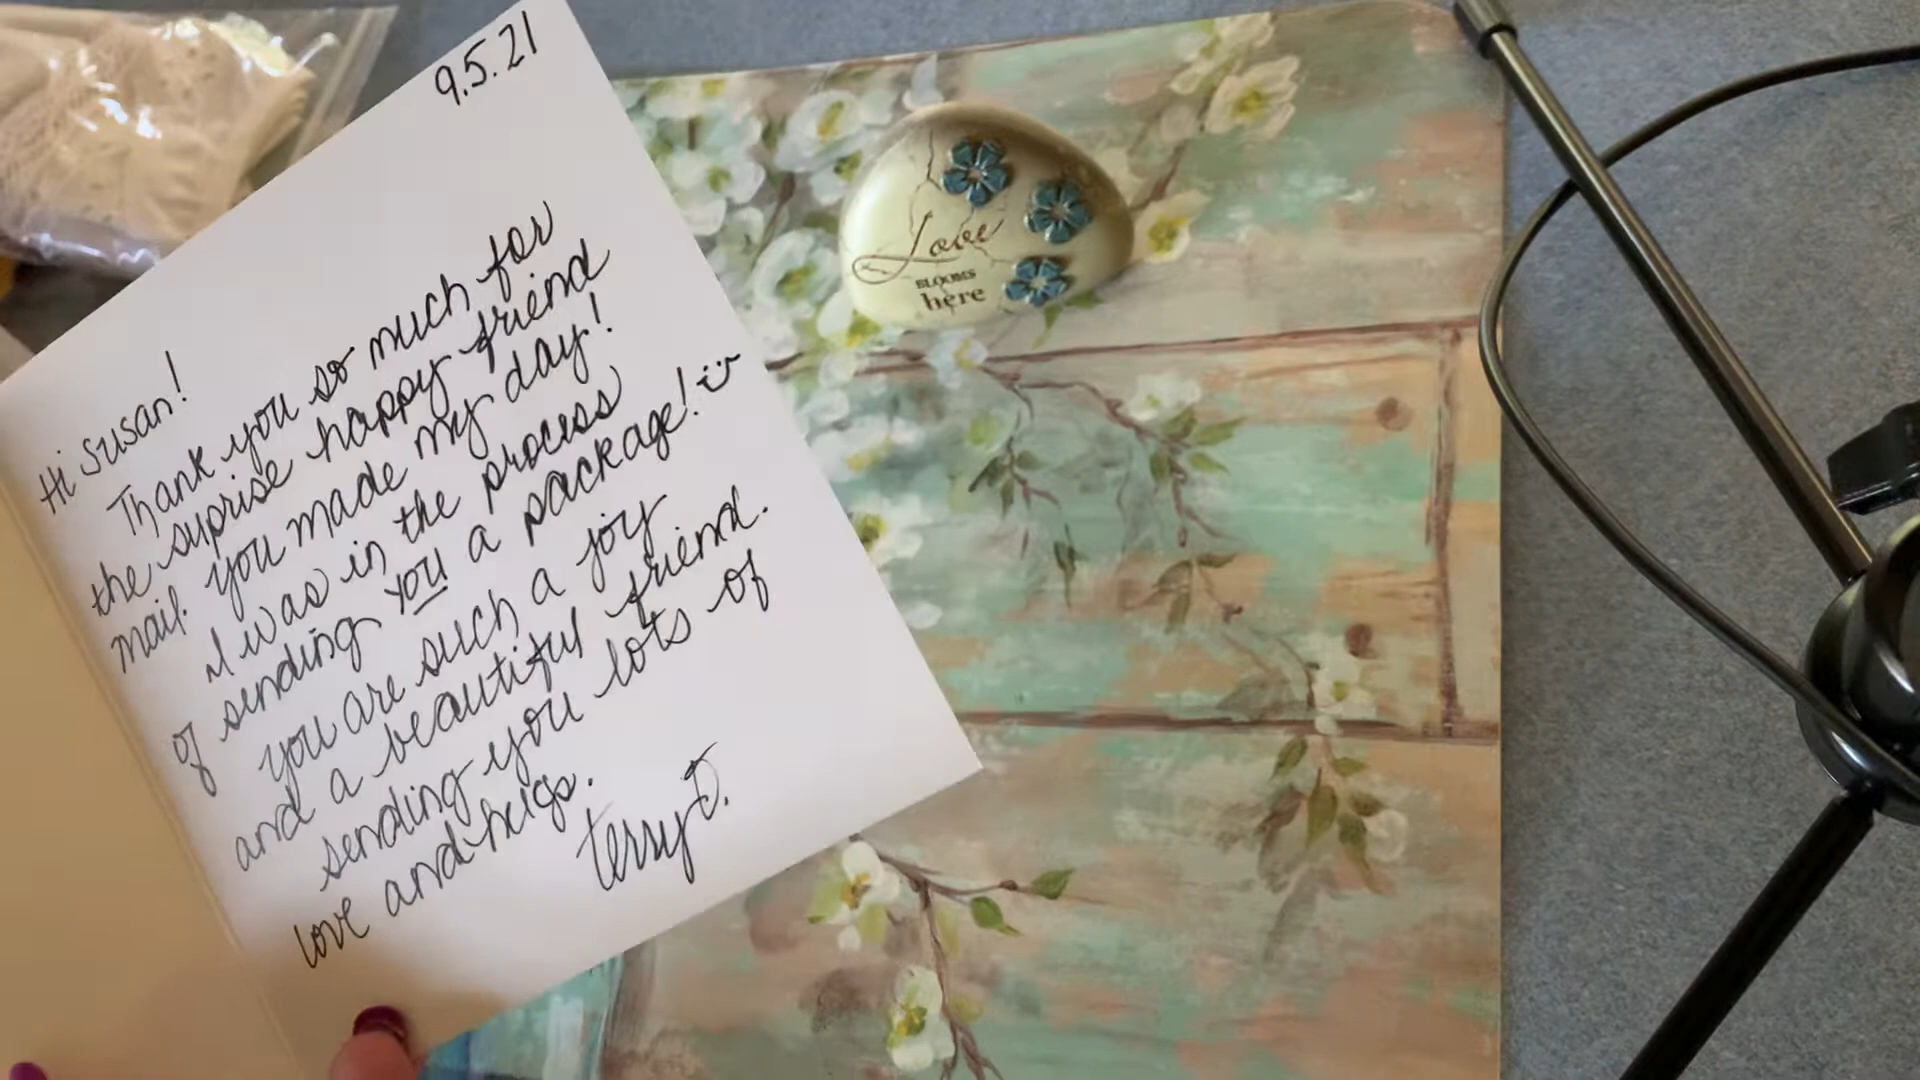 9.5.21
Hi Susan!
Thank you so much for
the suprise happy friend
mail. you made my day!
I was in the process
of sending you a package! :)
you are such a joy
and a beautiful friend.
sending you lots of
love and hugs.
Terry D.
Love
BLOOMS
here